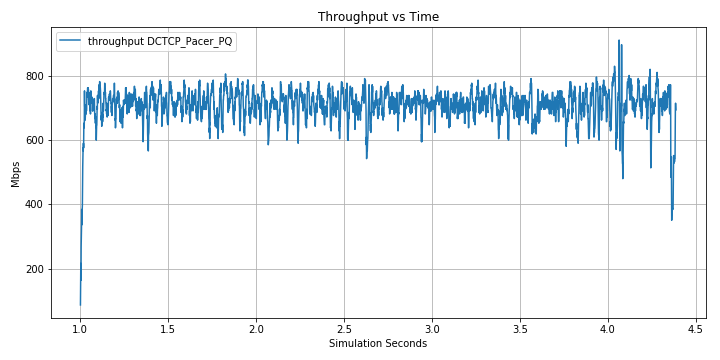 Throughput vs Time
throughput DCTCP_Pacer_PQ
Mbps
800
600
400
200
1.0 1.5 2.0 2.5 3.0 3.5 4.0 4.5
Simulation Seconds